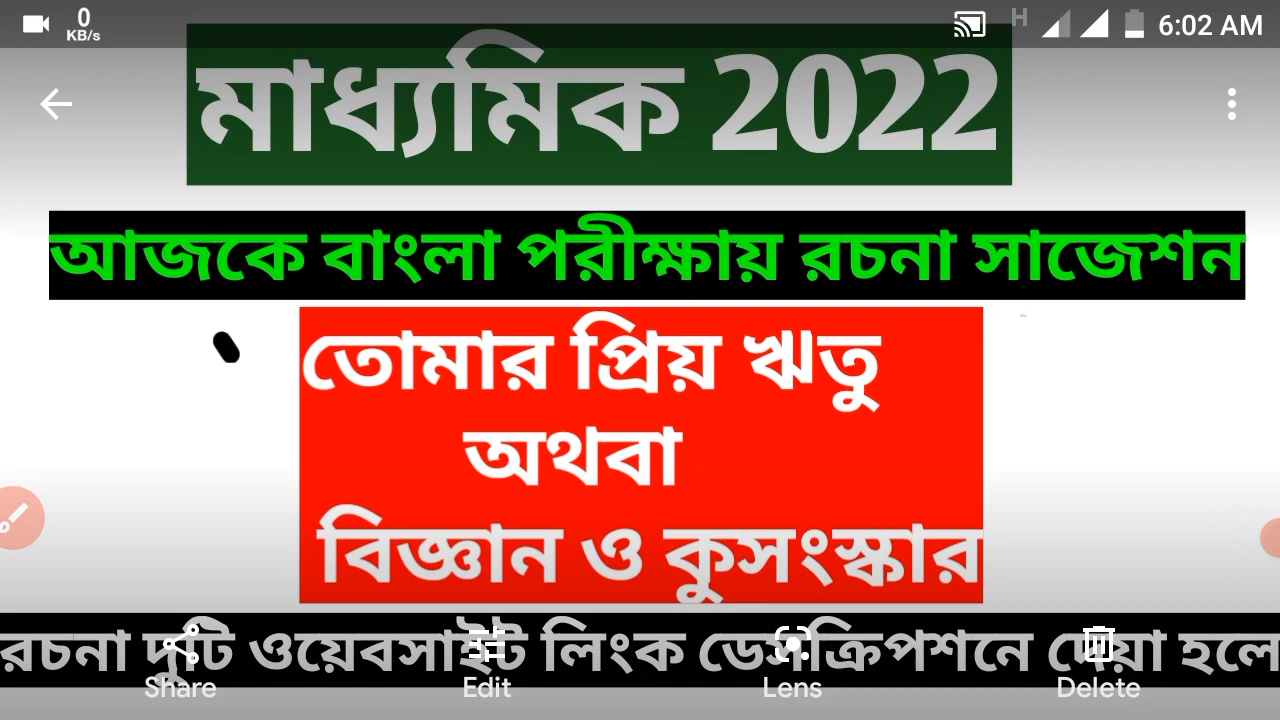 0
KB/s
H
6:02 AM
মাধ্যমিক 2022
আজকে বাংলা পরীক্ষায় রচনা সাজেশন
তোমার প্রিয় ঋতু
অথবা
বিজ্ঞান ও কুসংস্কার
রচনা দুটি ওয়েবসাইট লিংক ডেসক্রিপশনে দেয়া হলো
Share Edit Lens Delete